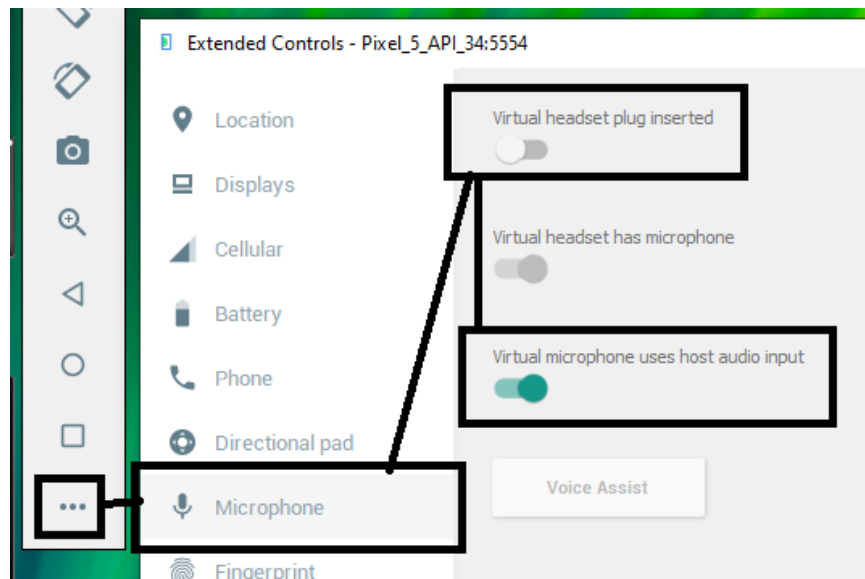 Extended Controls - Pixel_5_API_34:5554
Location
Displays
Cellular
Battery
Phone
Directional pad
Microphone
Fingerprint
Virtual headset plug inserted
Virtual headset has microphone
Virtual microphone uses host audio input
Voice Assist